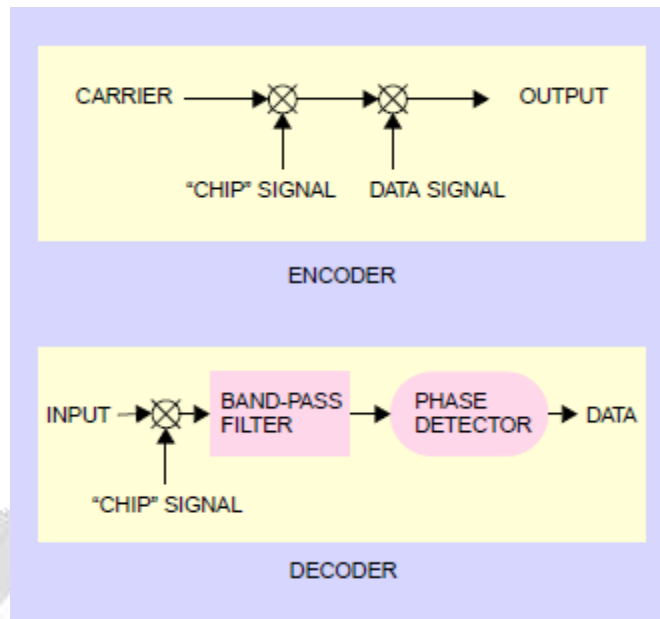 CARRIER OUTPUT
“CHIP” SIGNAL DATA SIGNAL
ENCODER
INPUT BAND-PASS FILTER PHASE DETECTOR DATA
“CHIP” SIGNAL
DECODER